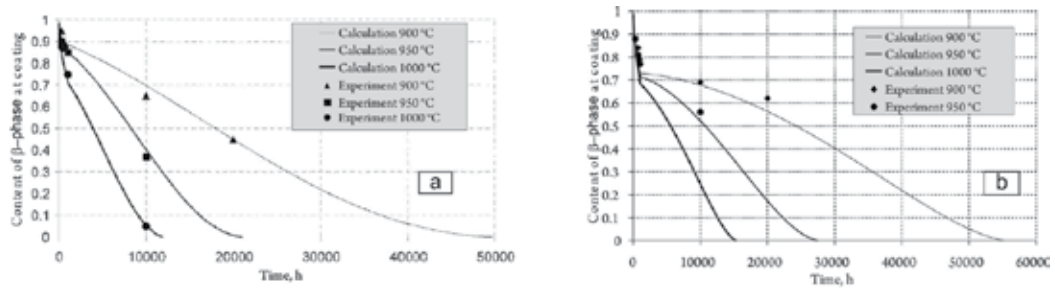 Content of β-phase at coating
1
0.9
0.8
0.7
0.6
0.5
0.4
0.3
0.2
0.1
0
Calculation 900 °C
Calculation 950 °C
Calculation 1000 °C
Experiment 900 °C
Experiment 950 °C
Experiment 1000 °C
a
0 10000 20000 30000 40000 50000
Time, h
Content of β-phase at coating
1
0.9
0.8
0.7
0.6
0.5
0.4
0.3
0.2
0.1
0
Calculation 900 °C
Calculation 950 °C
Calculation 1000 °C
Experiment 900 °C
Experiment 950 °C
b
0 10000 20000 30000 40000 50000 60000
Time, h